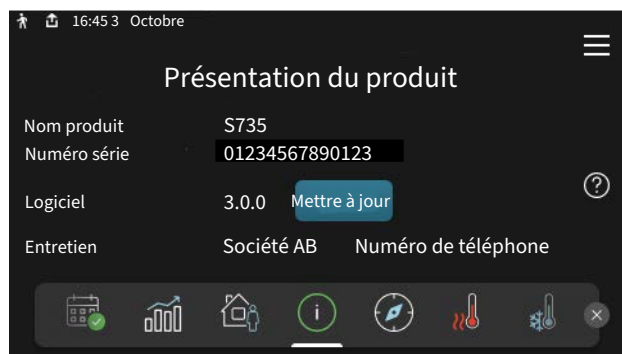 16:45 3 Octobre
Présentation du produit
Nom produit S735
Numéro série 01234567890123
Logiciel 3.0.0 Mettre à jour
Entretien Société AB Numéro de téléphone